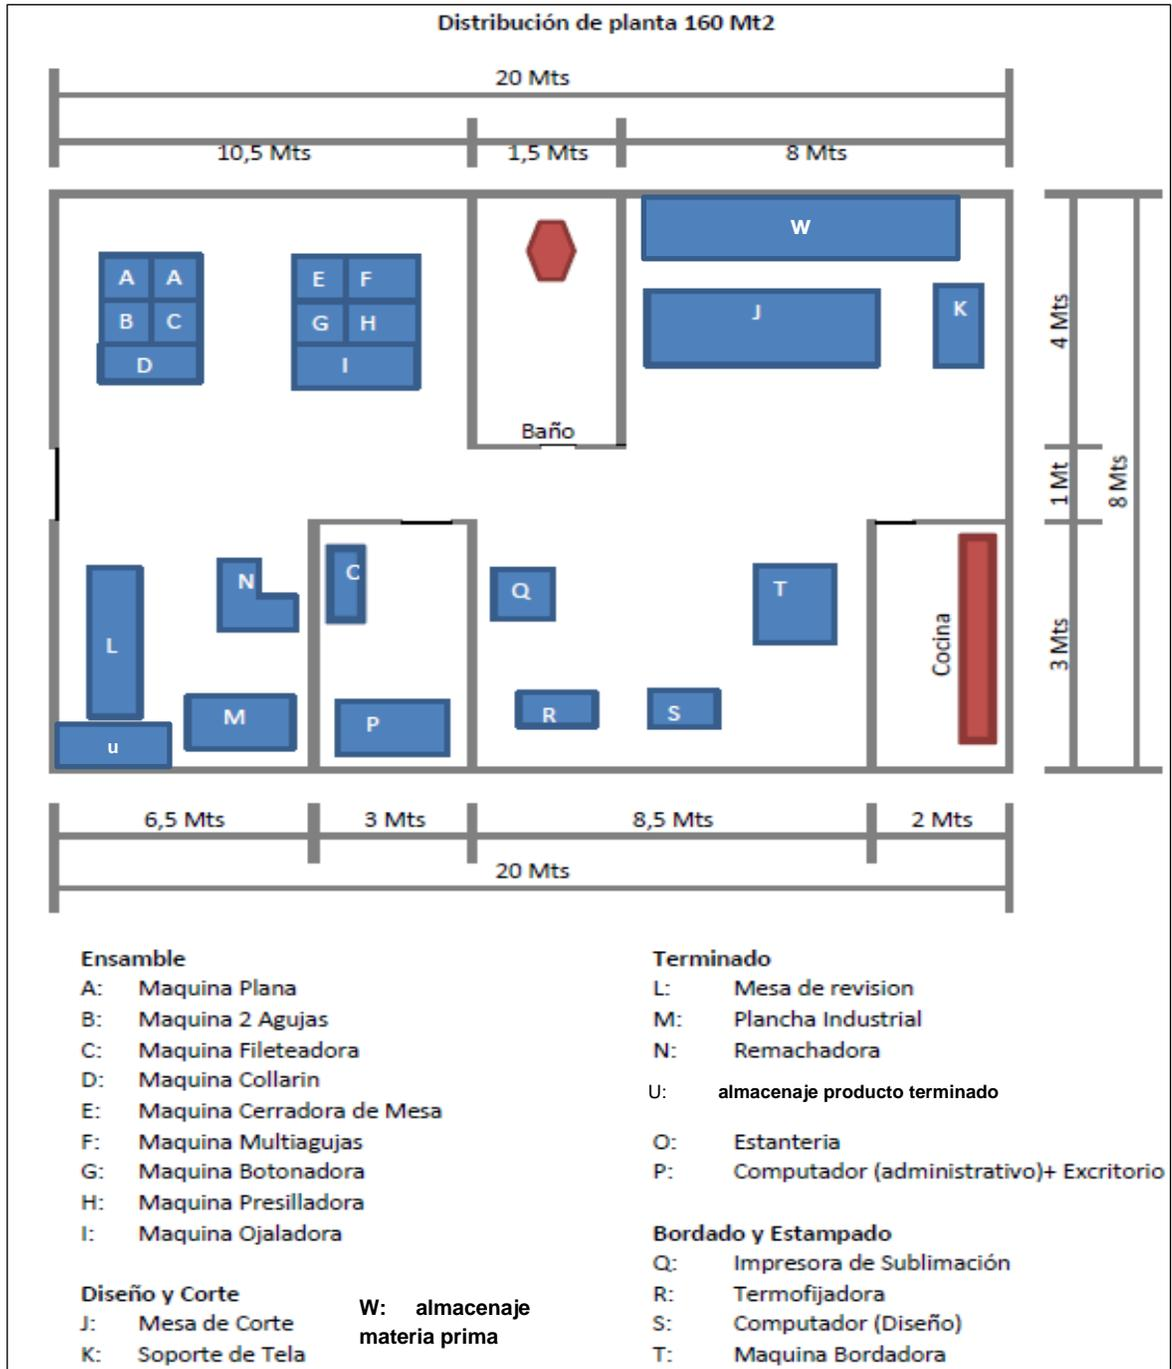 Distribución de planta 160 Mt2
20 Mts
10,5 Mts 1,5 Mts 8 Mts
W
A A E F
B C G H
D I
J K
4 Mts
Baño
1 Mt
8 Mts
N C Q T
L
Cocina
3 Mts
M P R S
u
6,5 Mts 3 Mts 8,5 Mts 2 Mts
20 Mts
Ensamble
A: Maquina Plana
B: Maquina 2 Agujas
C: Maquina Fileteadora
D: Maquina Collarin
E: Maquina Cerradora de Mesa
F: Maquina Multiagujas
G: Maquina Botonadora
H: Maquina Presilladora
I: Maquina Ojaladora
Diseño y Corte
J: Mesa de Corte
K: Soporte de Tela
W: almacenaje
materia prima
Terminado
L: Mesa de revision
M: Plancha Industrial
N: Remachadora
U: almacenaje producto terminado
O: Estanteria
P: Computador (administrativo)+ Excritorio
Bordado y Estampado
Q: Impresora de Sublimación
R: Termofijadora
S: Computador (Diseño)
T: Maquina Bordadora